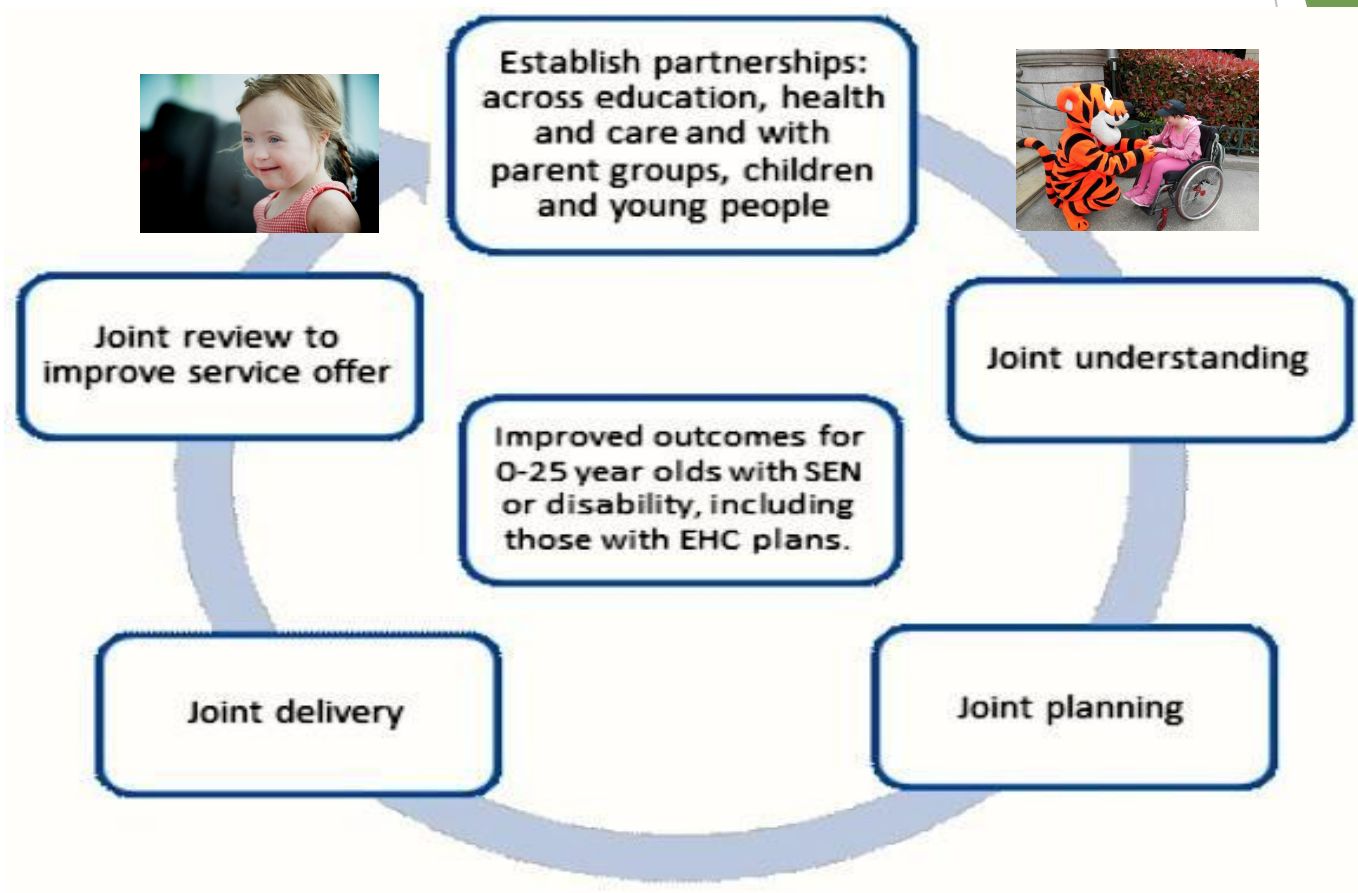 Establish partnerships:
across education, health
and care and with
parent groups, children
and young people
Joint review to
improve service offer
Joint understanding
Improved outcomes for
0-25 year olds with SEN
or disability, including
those with EHC plans.
Joint delivery
Joint planning